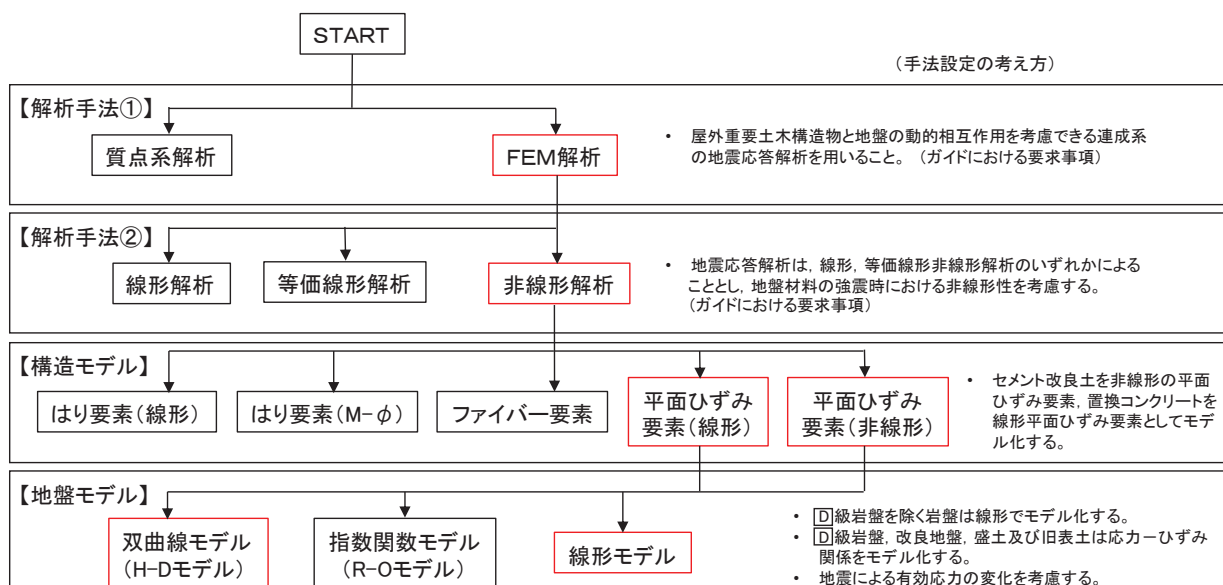 START
(手法設定の考え方)
【解析手法①】
質点系解析
FEM解析
・ 屋外重要土木構造物と地盤の動的相互作用を考慮できる連成系
の地震応答解析を用いること。（ガイドにおける要求事項）
【解析手法②】
線形解析
等価線形解析
非線形解析
・ 地震応答解析は，線形，等価線形非線形解析のいずれかによる
こととし，地盤材料の強震時における非線形性を考慮する。
（ガイドにおける要求事項）
【構造モデル】
はり要素（線形）
はり要素（M-φ）
ファイバー要素
平面ひずみ
要素（線形）
平面ひずみ
要素（非線形）
・ セメント改良土を非線形の平面
ひずみ要素，置換コンクリートを
線形平面ひずみ要素としてモデ
ル化する。
【地盤モデル】
双曲線モデル
（H-Dモデル）
指数関数モデル
（R-Oモデル）
線形モデル
・ D級岩盤を除く岩盤は線形でモデル化する。
・ D級岩盤，改良地盤，盛土及び旧表土は応力－ひずみ
関係をモデル化する。
・ 地震による有効応力の変化を考慮する。